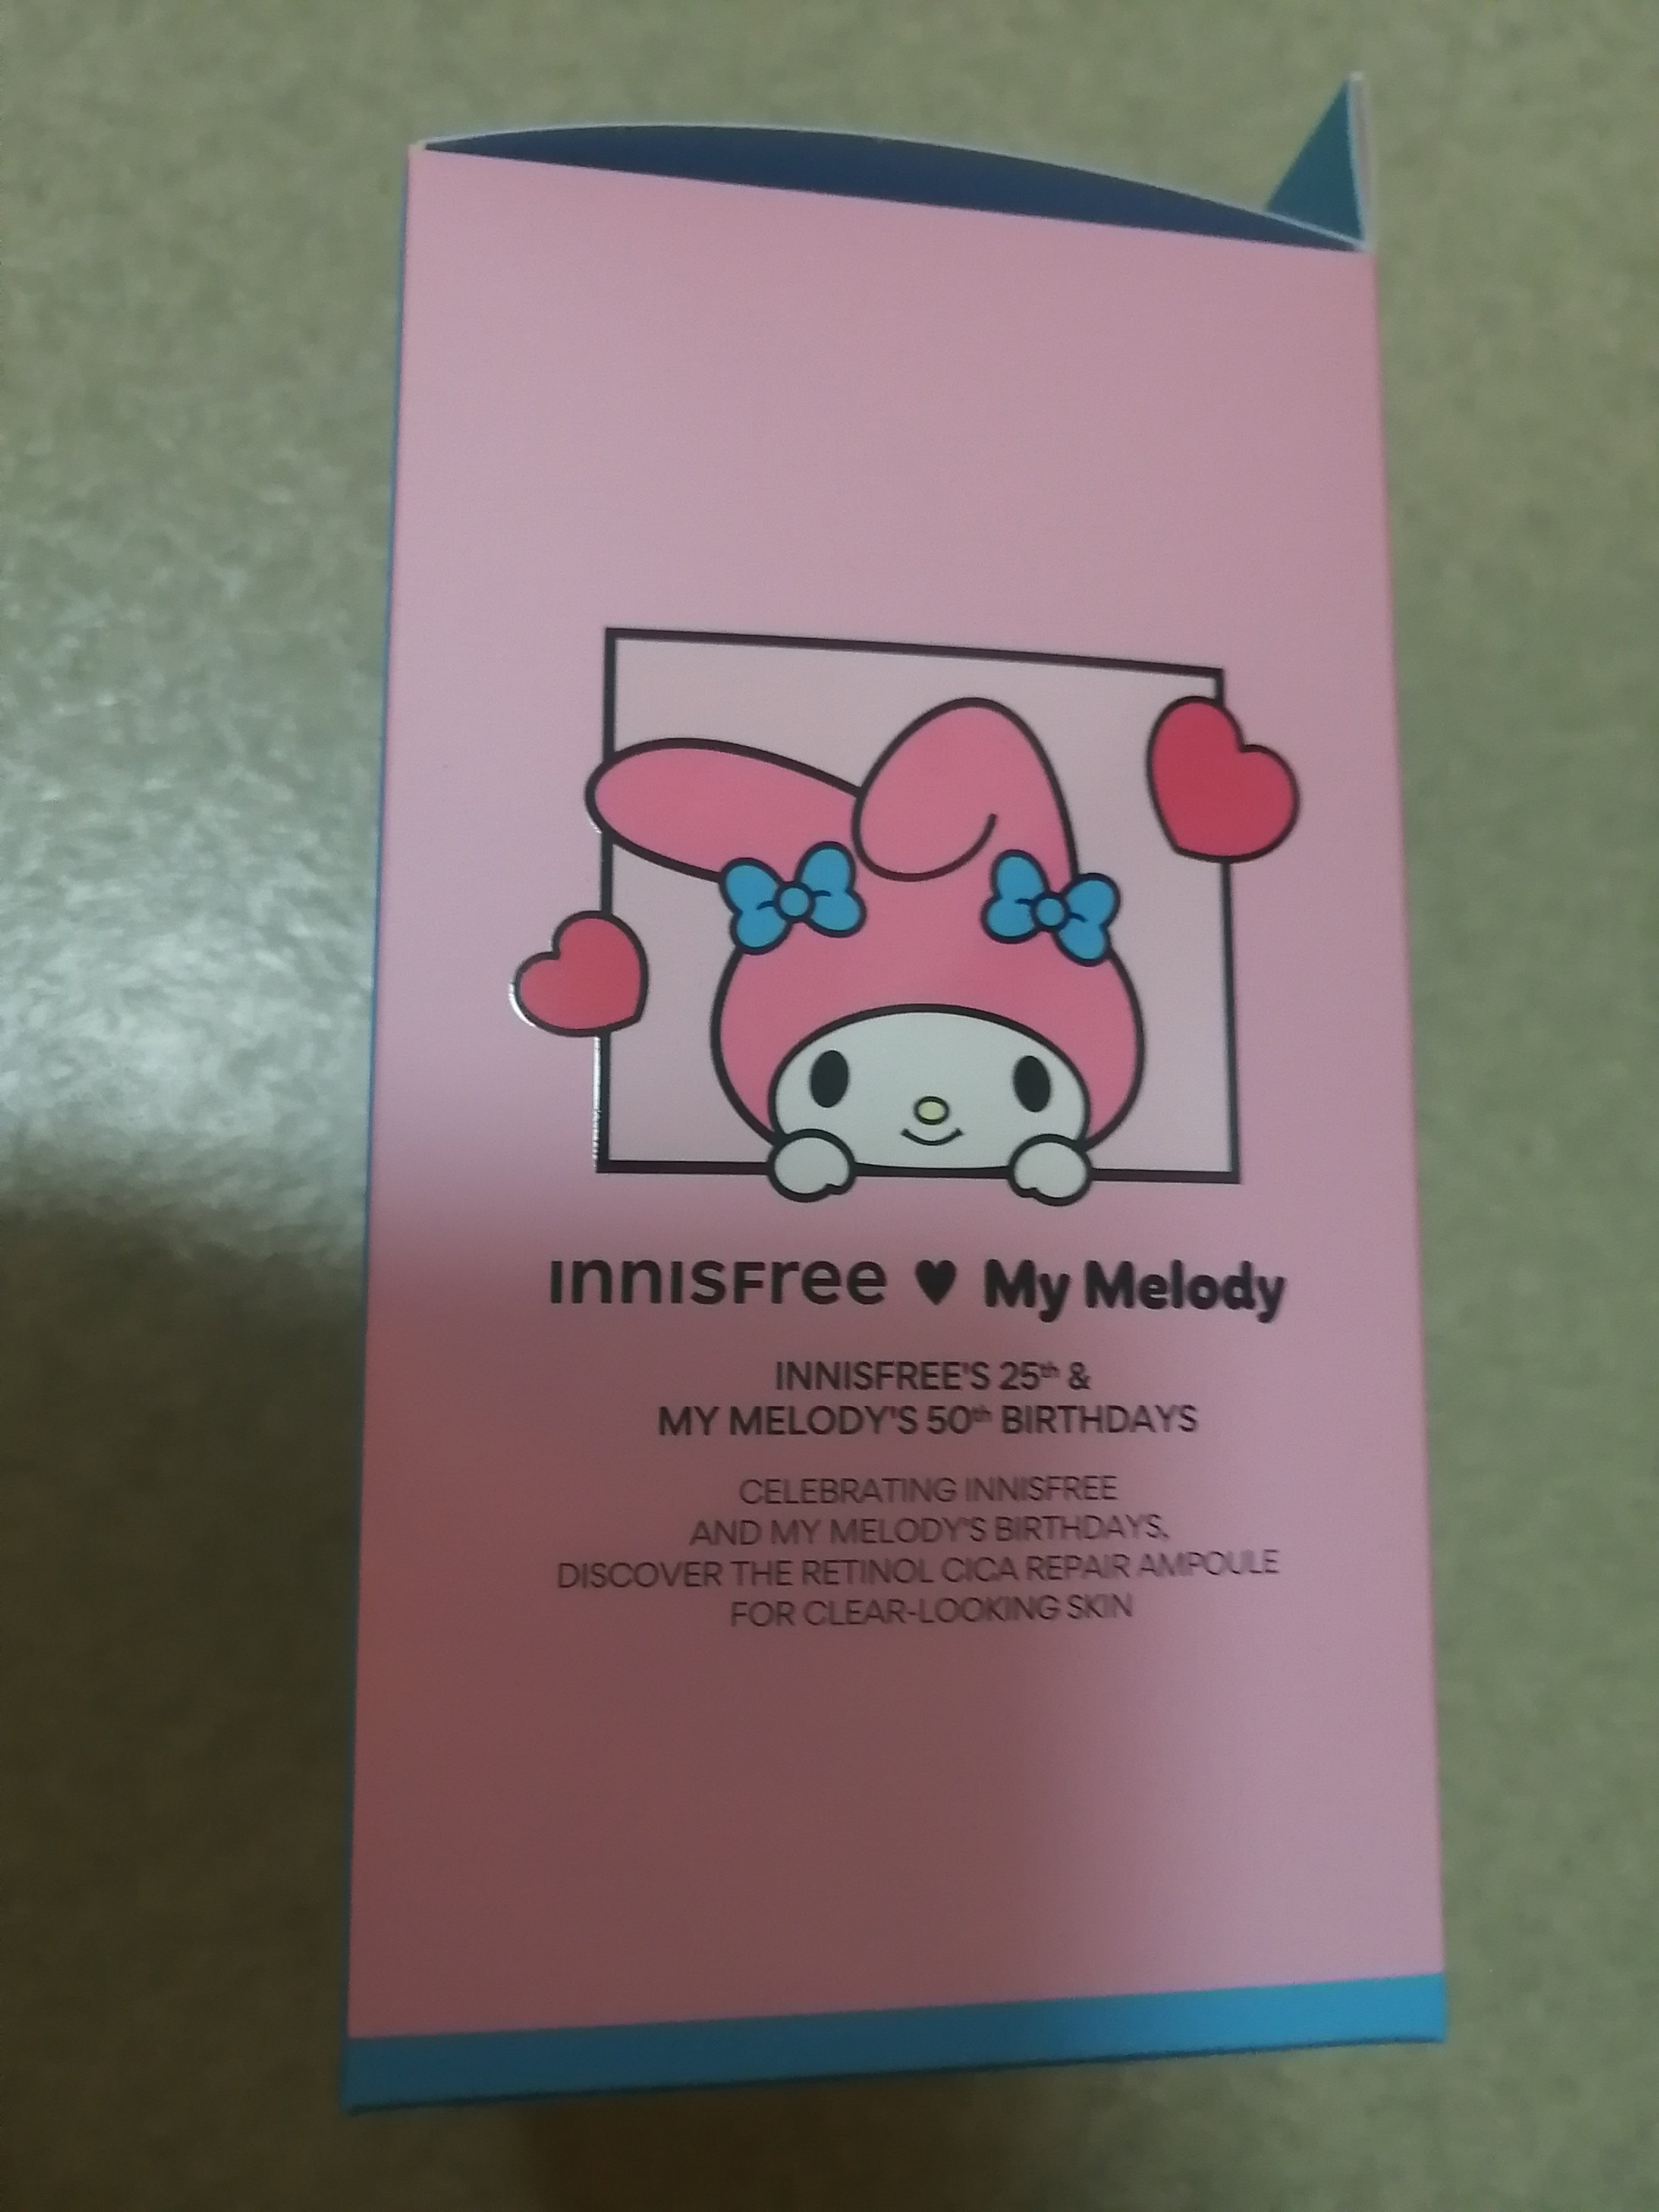 INNISFREE ♥ My Melody
INNISFREE'S 25th &
MY MELODY'S 50th BIRTHDAYS
CELEBRATING INNISFREE
AND MY MELODY'S BIRTHDAYS,
DISCOVER THE RETINOL CICA REPAIR AMPOULE
FOR CLEAR-LOOKING SKIN